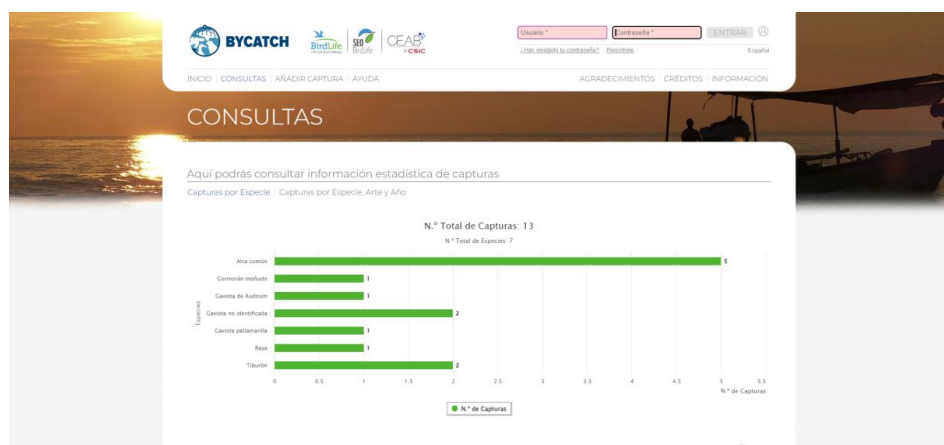 BYCATCH
BirdLife
INTERNATIONAL
SEO
BirdLife
CEAB
CSIC
Usuario *
Contraseña *
ENTRAR
¿Has olvidado tu contraseña?
Regístrate
Español
INICIO | CONSULTAS | AÑADIR CAPTURA | AYUDA
AGRADECIMIENTOS | CRÉDITOS | INFORMACIÓN
CONSULTAS
Aquí podrás consultar información estadística de capturas
Capturas por Especie | Capturas por Especie, Arte y Año
N.º Total de Capturas: 13
N.º Total de Especies: 7
Especies
Alca común 5
Cormorán moñudo 1
Gaviota de Audouin 1
Gaviota no identificada 2
Gaviota patiamarilla 1
Raya 1
Tiburón 2
0 0.5 1 1.5 2 2.5 3 3.5 4 4.5 5 5.5
N.º de Capturas
N.º de Capturas